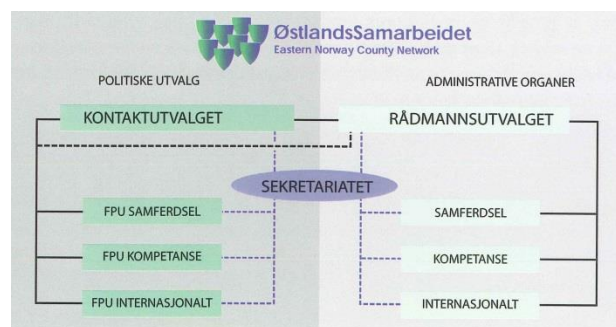 ØstlandsSamarbeidet
Eastern Norway County Network
POLITISKE UTVALG
ADMINISTRATIVE ORGANER
KONTAKTUTVALGET
RÅDMANNSUTVALGET
SEKRETARIATET
FPU SAMFERDSEL
SAMFERDSEL
FPU KOMPETANSE
KOMPETANSE
FPU INTERNASJONALT
INTERNASJONALT